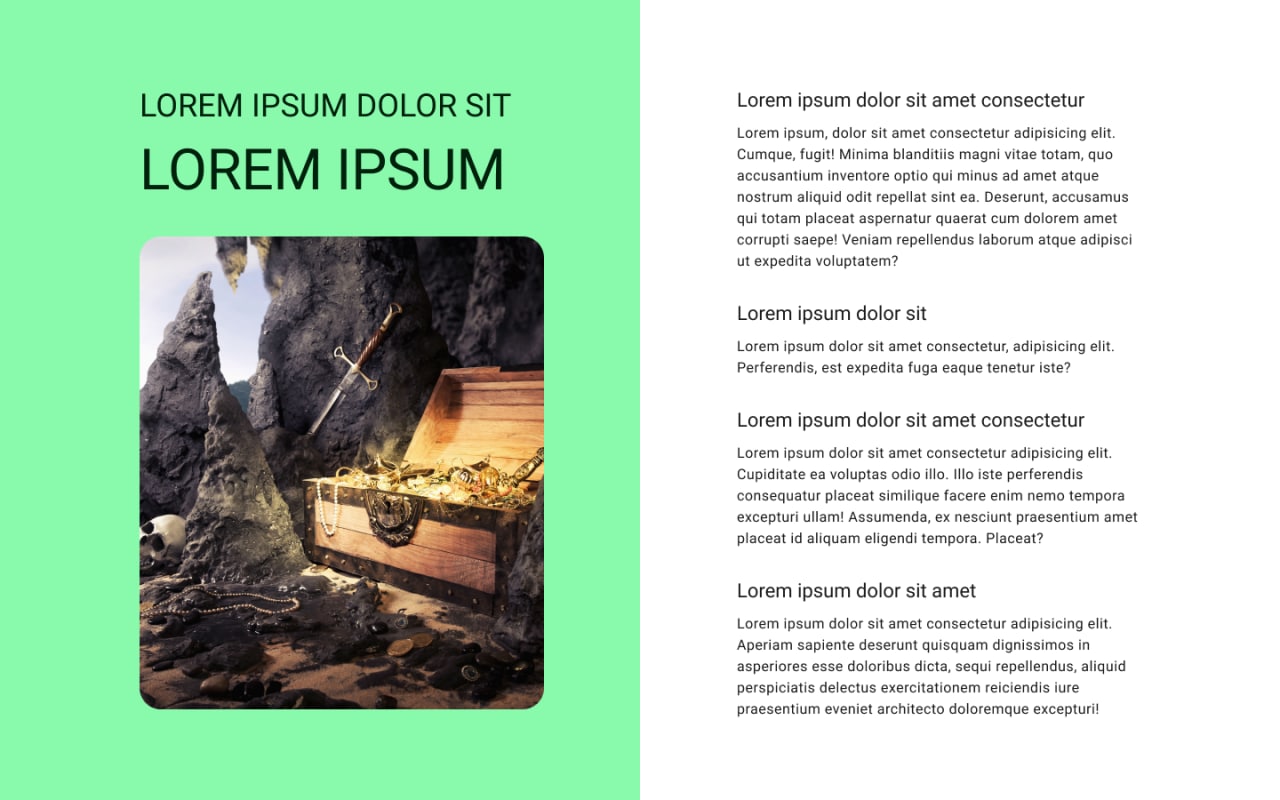 LOREM IPSUM DOLOR SIT
LOREM IPSUM
Lorem ipsum dolor sit amet consectetur
Lorem ipsum, dolor sit amet consectetur adipisicing elit.
Cumque, fugit! Minima blanditiis magni vitae totam, quo
accusantium inventore optio qui minus ad amet atque
nostrum aliquid odit repellat sint ea. Deserunt, accusamus
qui totam placeat aspernatur quaerat cum dolorem amet
corrupti saepe! Veniam repellendus laborum atque adipisci
ut expedita voluptatem?
Lorem ipsum dolor sit
Lorem ipsum dolor sit amet consectetur, adipisicing elit.
Perferendis, est expedita fuga eaque tenetur iste?
Lorem ipsum dolor sit amet consectetur
Lorem ipsum dolor sit amet consectetur adipisicing elit.
Cupiditate ea voluptas odio illo. Illo iste perferendis
consequatur placeat similique facere enim nemo tempora
excepturi ullam! Assumenda, ex nesciunt praesentium amet
placeat id aliquam eligendi tempora. Placeat?
Lorem ipsum dolor sit amet
Lorem ipsum dolor sit amet consectetur adipisicing elit.
Aperiam sapiente deserunt quisquam dignissimos in
asperiores esse doloribus dicta, sequi repellendus, aliquid
perspiciatis delectus exercitationem reiciendis iure
praesentium eveniet architecto doloremque excepturi!